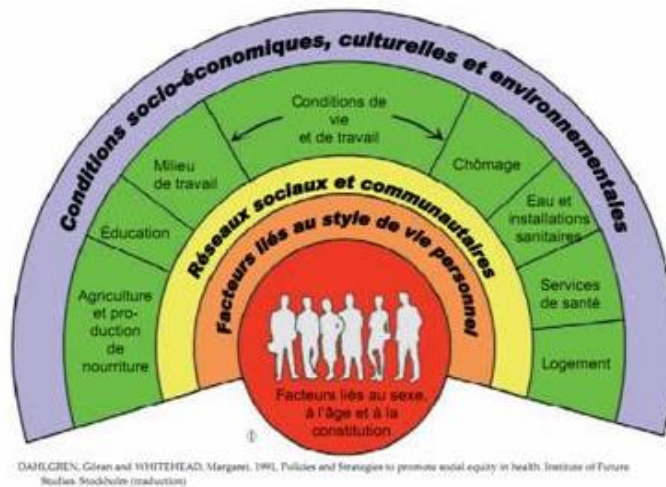 Conditions socio-économiques, culturelles et environnementales
Conditions de
vie
et de travail
Milieu
de travail
Chômage
Éducation
Eau et
installations
sanitaires
Agriculture
et pro-
duction
de
nourriture
Services
de santé
Logement
Réseaux sociaux et communautaires
Facteurs liés au style de vie personnel
Facteurs liés au sexe,
à l'âge et à la
constitution
DAHLGREN, Göran and WHITEHEAD, Margaret, 1991, Policies and Strategies to promote social equity in health. Institute of Future
Studies. Stockholm (traduction)